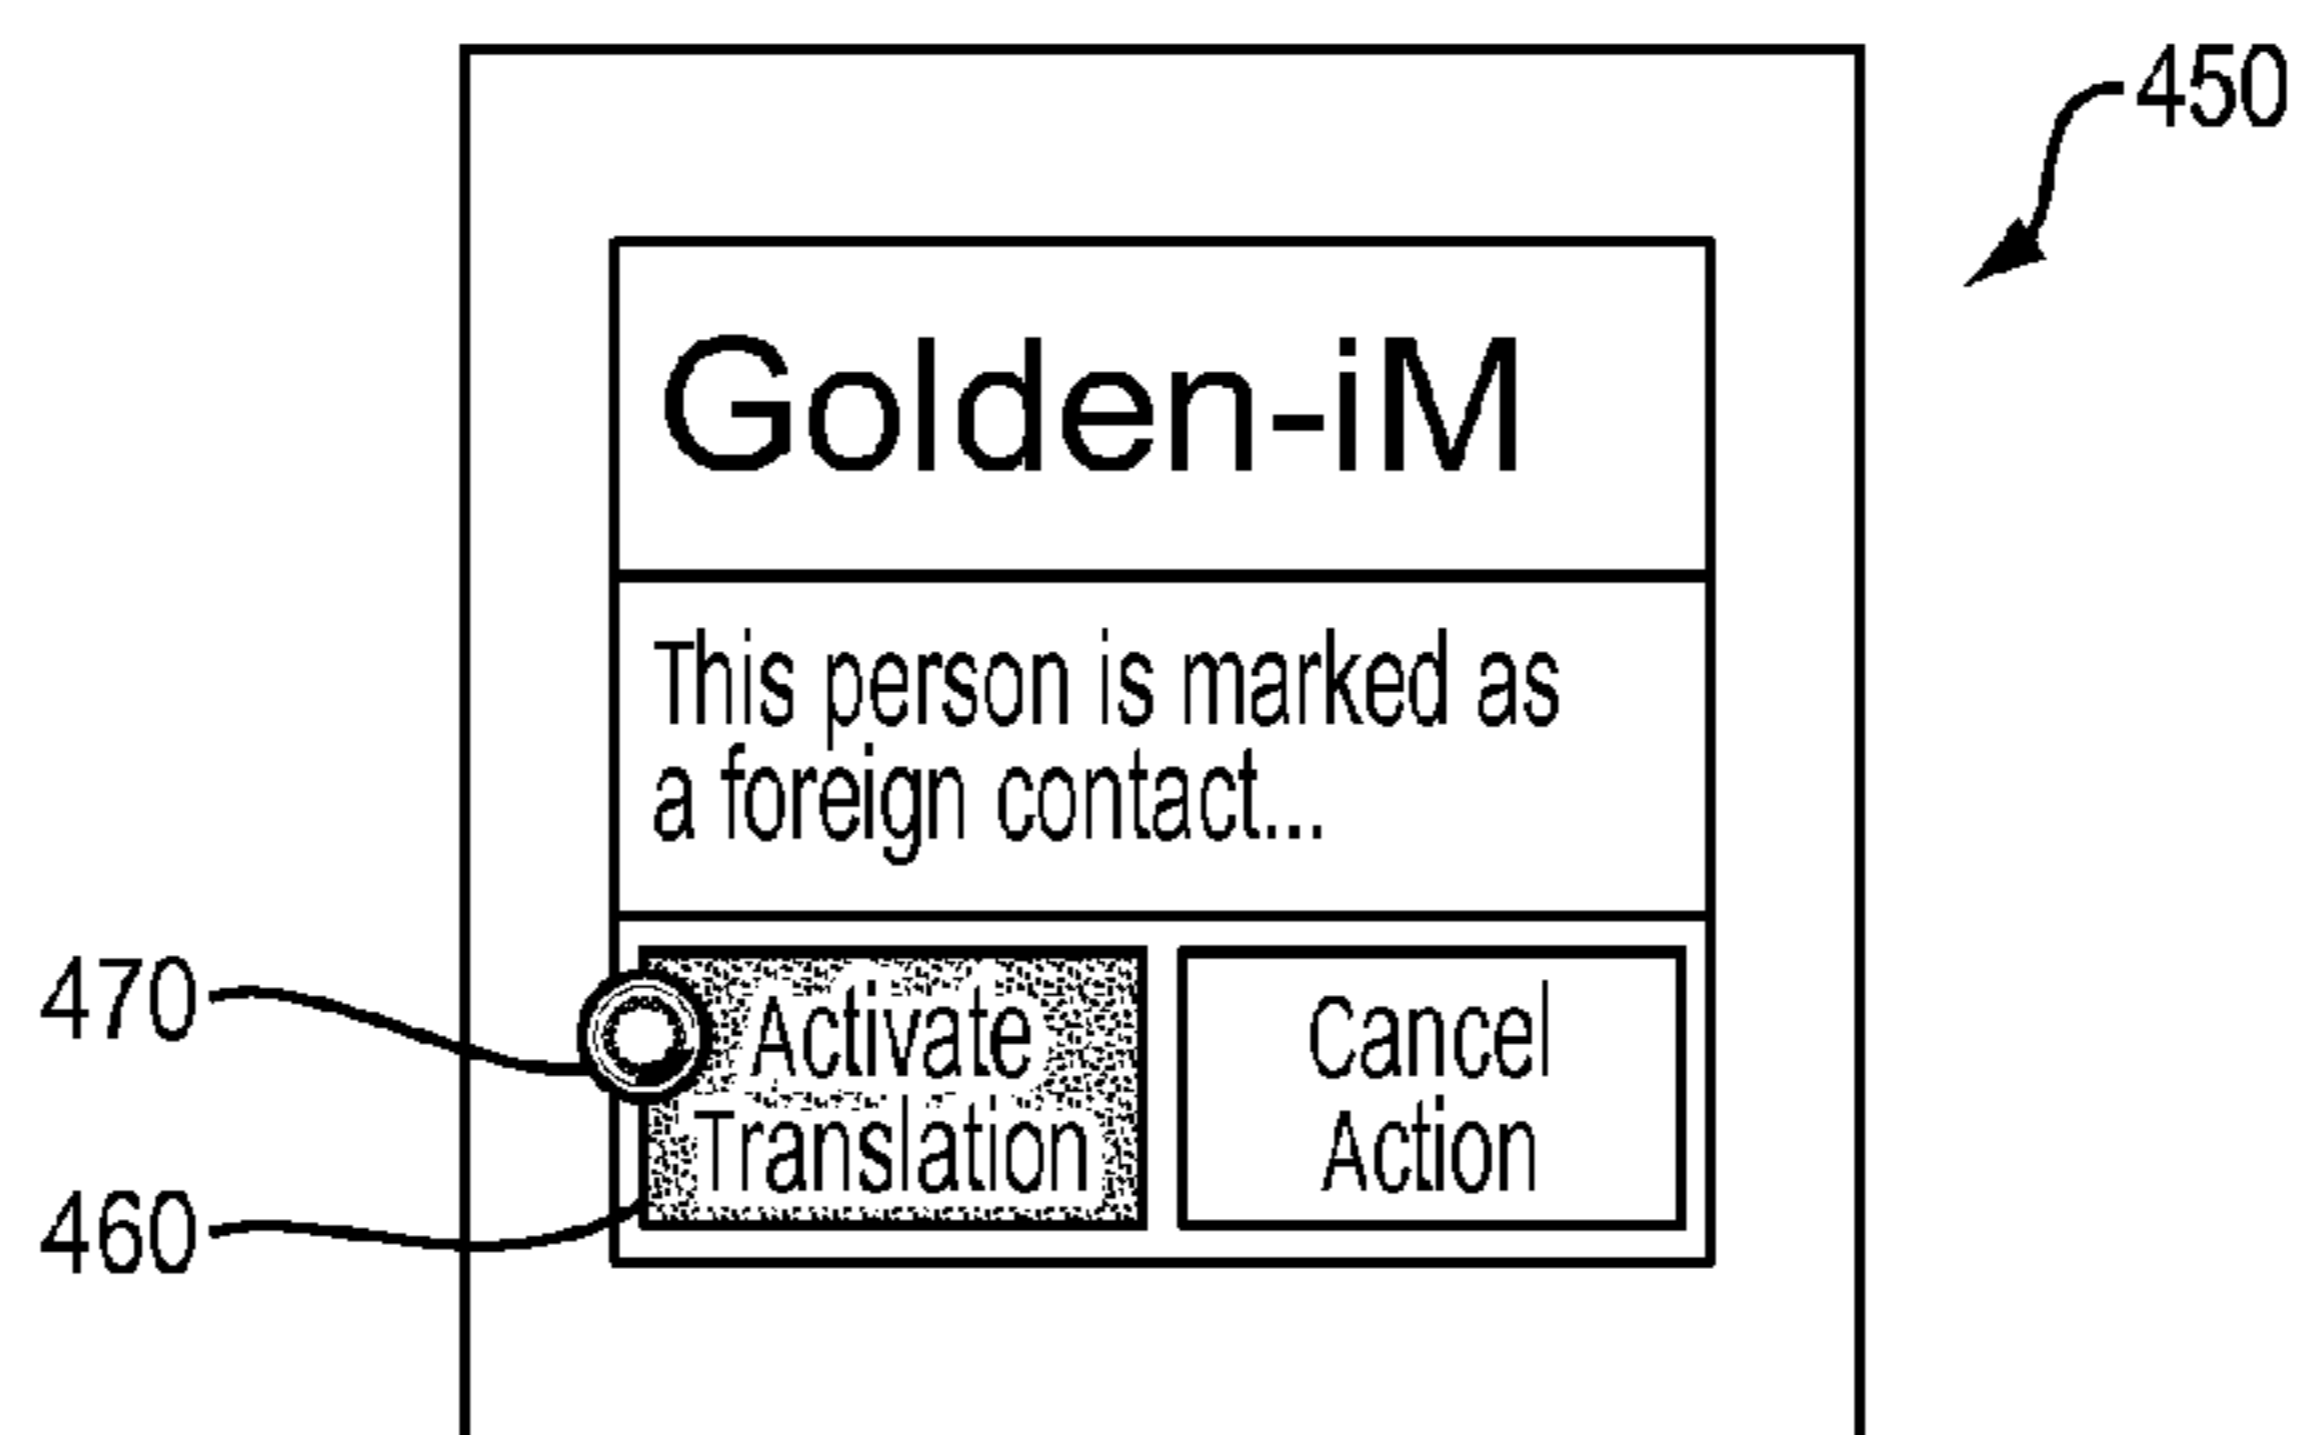 450
Golden-iM
This person is marked as
a foreign contact...
470
Activate
Translation
Cancel
Action
460